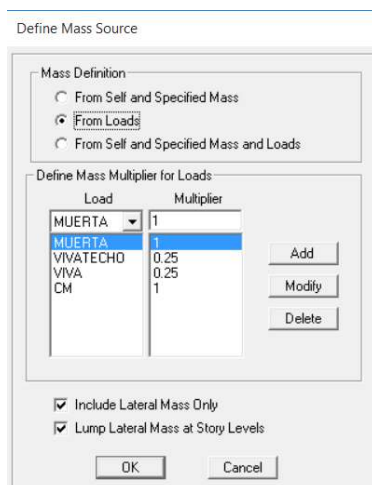 Define Mass Source
Mass Definition
From Self and Specified Mass
From Loads
From Self and Specified Mass and Loads
Define Mass Multiplier for Loads
Load Multiplier
MUERTA 1
MUERTA 1
VIVATECHO 0.25
VIVA 0.25
CM 1
Add
Modify
Delete
Include Lateral Mass Only
Lump Lateral Mass at Story Levels
OK Cancel